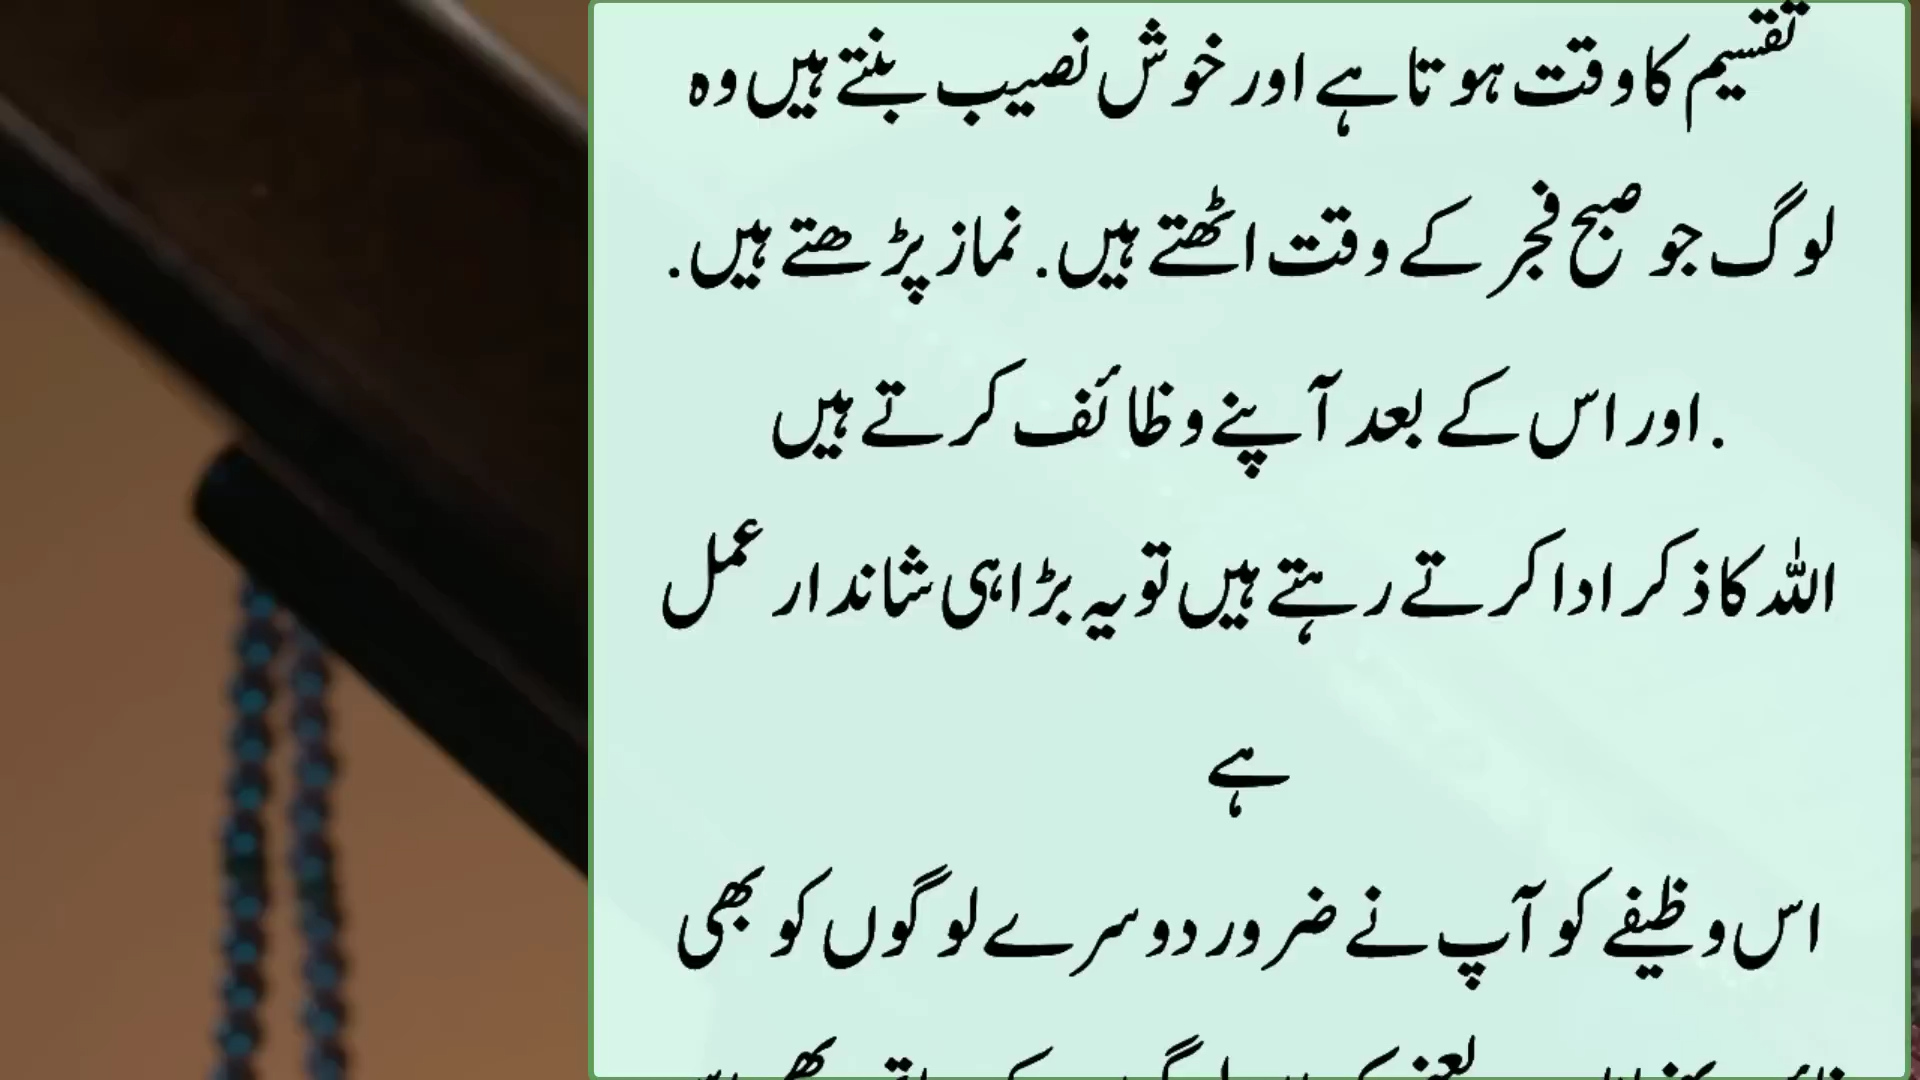 تقسیم کا وقت ہوتا ہے اور خوش نصیب بنتے ہیں وہ
لوگ جو صبح فجر کے وقت اٹھتے ہیں. نماز پڑھتے ہیں.
. اور اس کے بعد آپنے وظائف کرتے ہیں
اللہ کا ذکر ادا کرتے رہتے ہیں تو یہ بڑا ہی شاندار عمل
ہے
اس وظیفے کو آپ نے ضرور دوسرے لوگوں کو بھی